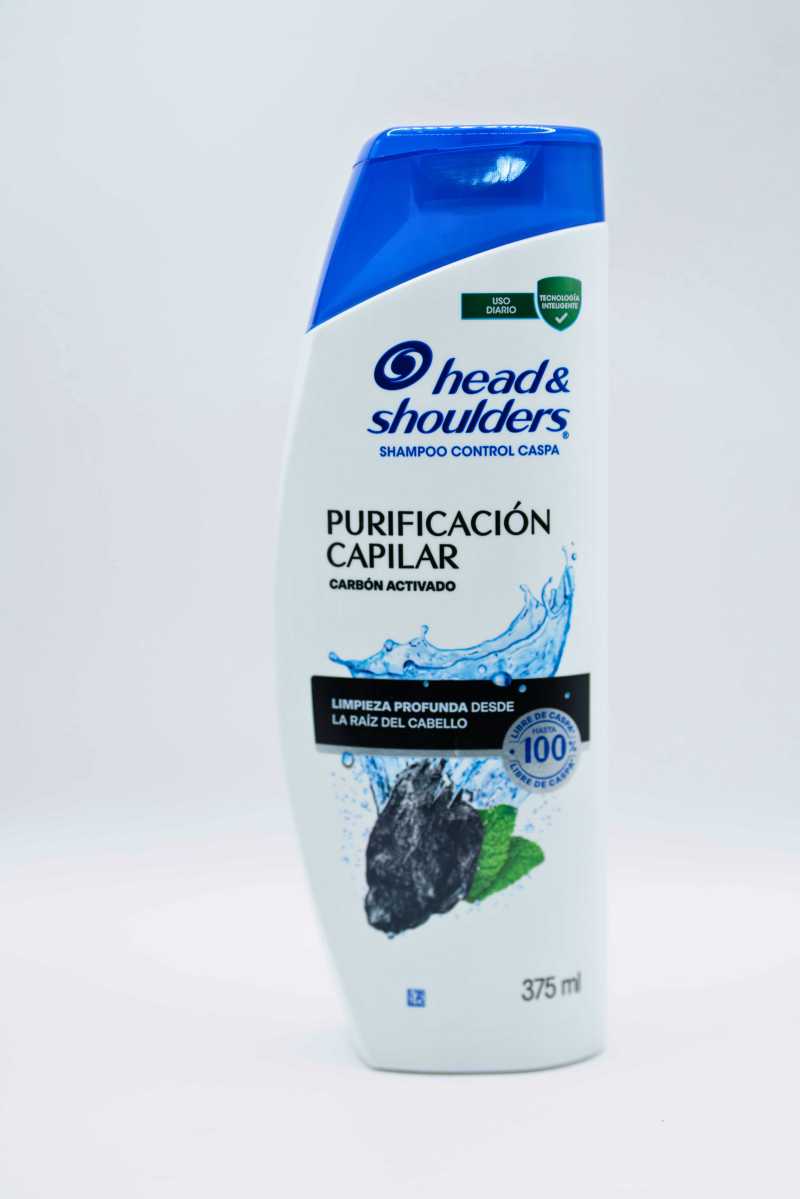 USO
DIARIO
TECNOLOGÍA
INTELIGENTE
head &
shoulders®
SHAMPOO CONTROL CASPA
PURIFICACIÓN
CAPILAR
CARBÓN ACTIVADO
LIMPIEZA PROFUNDA DESDE
LA RAÍZ DEL CABELLO
LIBRE DE CASPA
HASTA
100%
LIBRE DE CASPA
375 ml